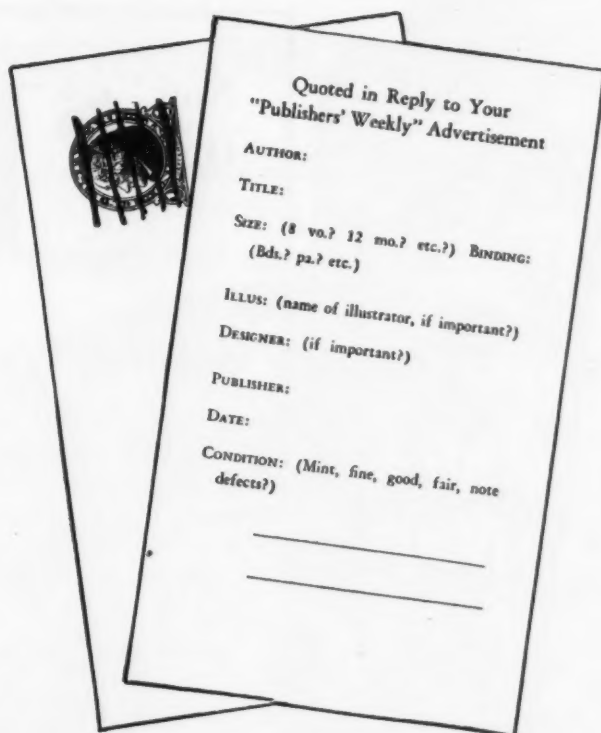 Quoted in Reply to Your
"Publishers' Weekly" Advertisement
AUTHOR:
TITLE:
SIZE: (8 vo.? 12 mo.? etc.?) BINDING:
(Bds.? pa.? etc.)
ILLUS: (name of illustrator, if important?)
DESIGNER: (if important?)
PUBLISHER:
DATE:
CONDITION: (Mint, fine, good, fair, note
defects?)